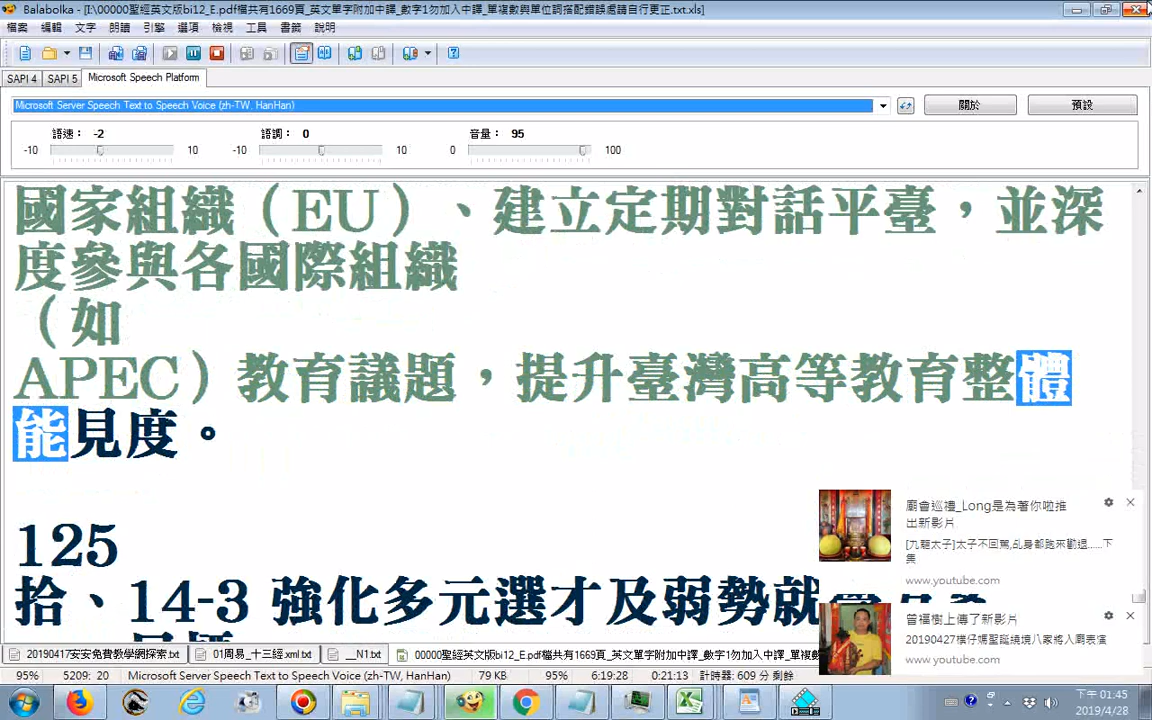 Balabolka - [I:\00000聖經英文版bi12_E.pdf檔共有1669頁_英文單字附加中譯_數字1勿加入中譯_單複數與單位詞搭配錯誤處請自行更正.txt.xls]
檔案 編輯 文字 朗讀 引擎 選項 檢視 工具 書籤 說明
SAPI 4 SAPI 5 Microsoft Speech Platform
Microsoft Server Speech Text to Speech Voice (zh-TW, HanHan) 關於 預設
語速： -2 語調： 0 音量： 95
-10 10 -10 10 0 100
國家組織（EU）、建立定期對話平臺，並深
度參與各國際組織
（如
APEC）教育議題，提升臺灣高等教育整體
能見度。
125
拾、14-3 強化多元選才及弱勢就
廟會巡禮_Long是為著你啦推
出新影片
[九龍太子]太子不回駕,乩身都跑來勸退......下
集
www.youtube.com
曾福樹上傳了新影片
20190427橫仔媽聖誕繞境八家將入廟表演
www.youtube.com
20190417安安免費教學網探索.txt 01周易_十三經.xml.txt __N1.txt 00000聖經英文版bi12_E.pdf檔共有1669頁_英文單字附加中譯_數字1勿加入中譯_單複數
95% 5209: 20 Microsoft Server Speech Text to Speech Voice (zh-TW, HanHan) 79 KB 95% 6:19:28 0:21:13 計時器: 609 分 剩餘
下午 01:45
2019/4/28